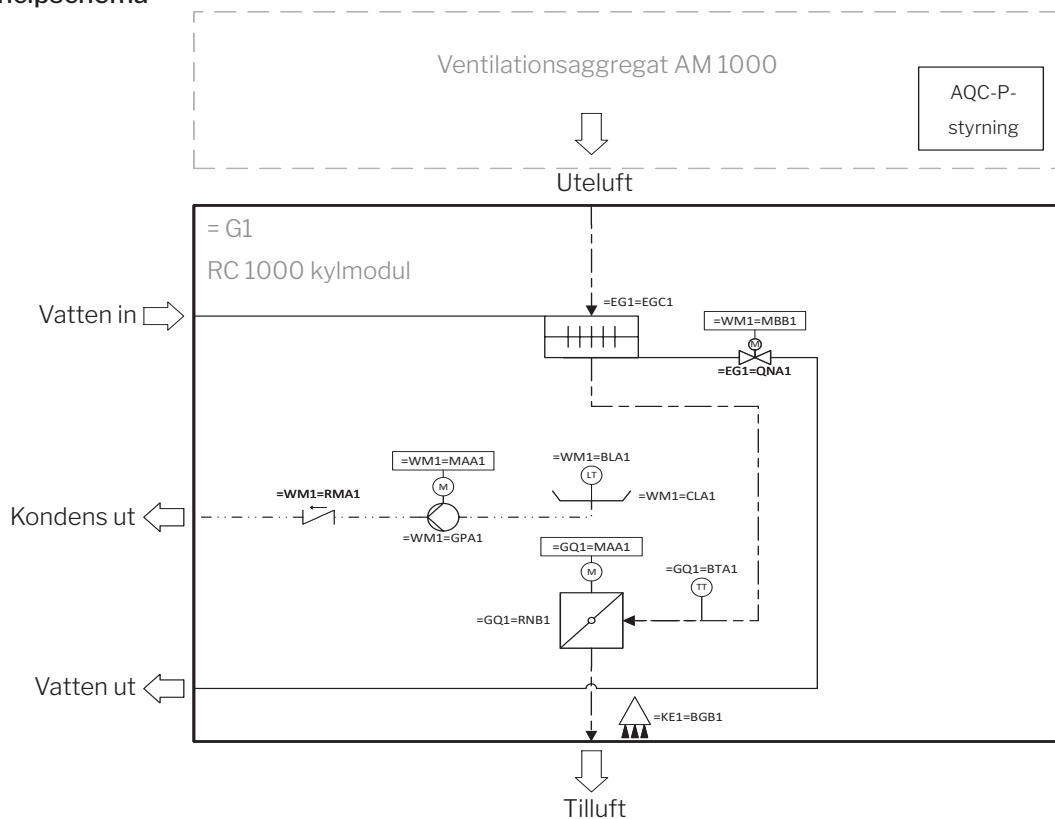 Ventilationsaggregat AM 1000
AQC-P-
styrning
Uteluft
= G1
RC 1000 kylmodul
Vatten in
=EG1=EGC1
=WM1=MBB1
M
=EG1=QNA1
=WM1=MAA1
M
=WM1=BLA1
LT
=WM1=RMA1
=WM1=CLA1
Kondens ut
=WM1=GPA1
=GQ1=MAA1
M
=GQ1=BTA1
TT
=GQ1=RNB1
Vatten ut
=KE1=BGB1
Tilluft